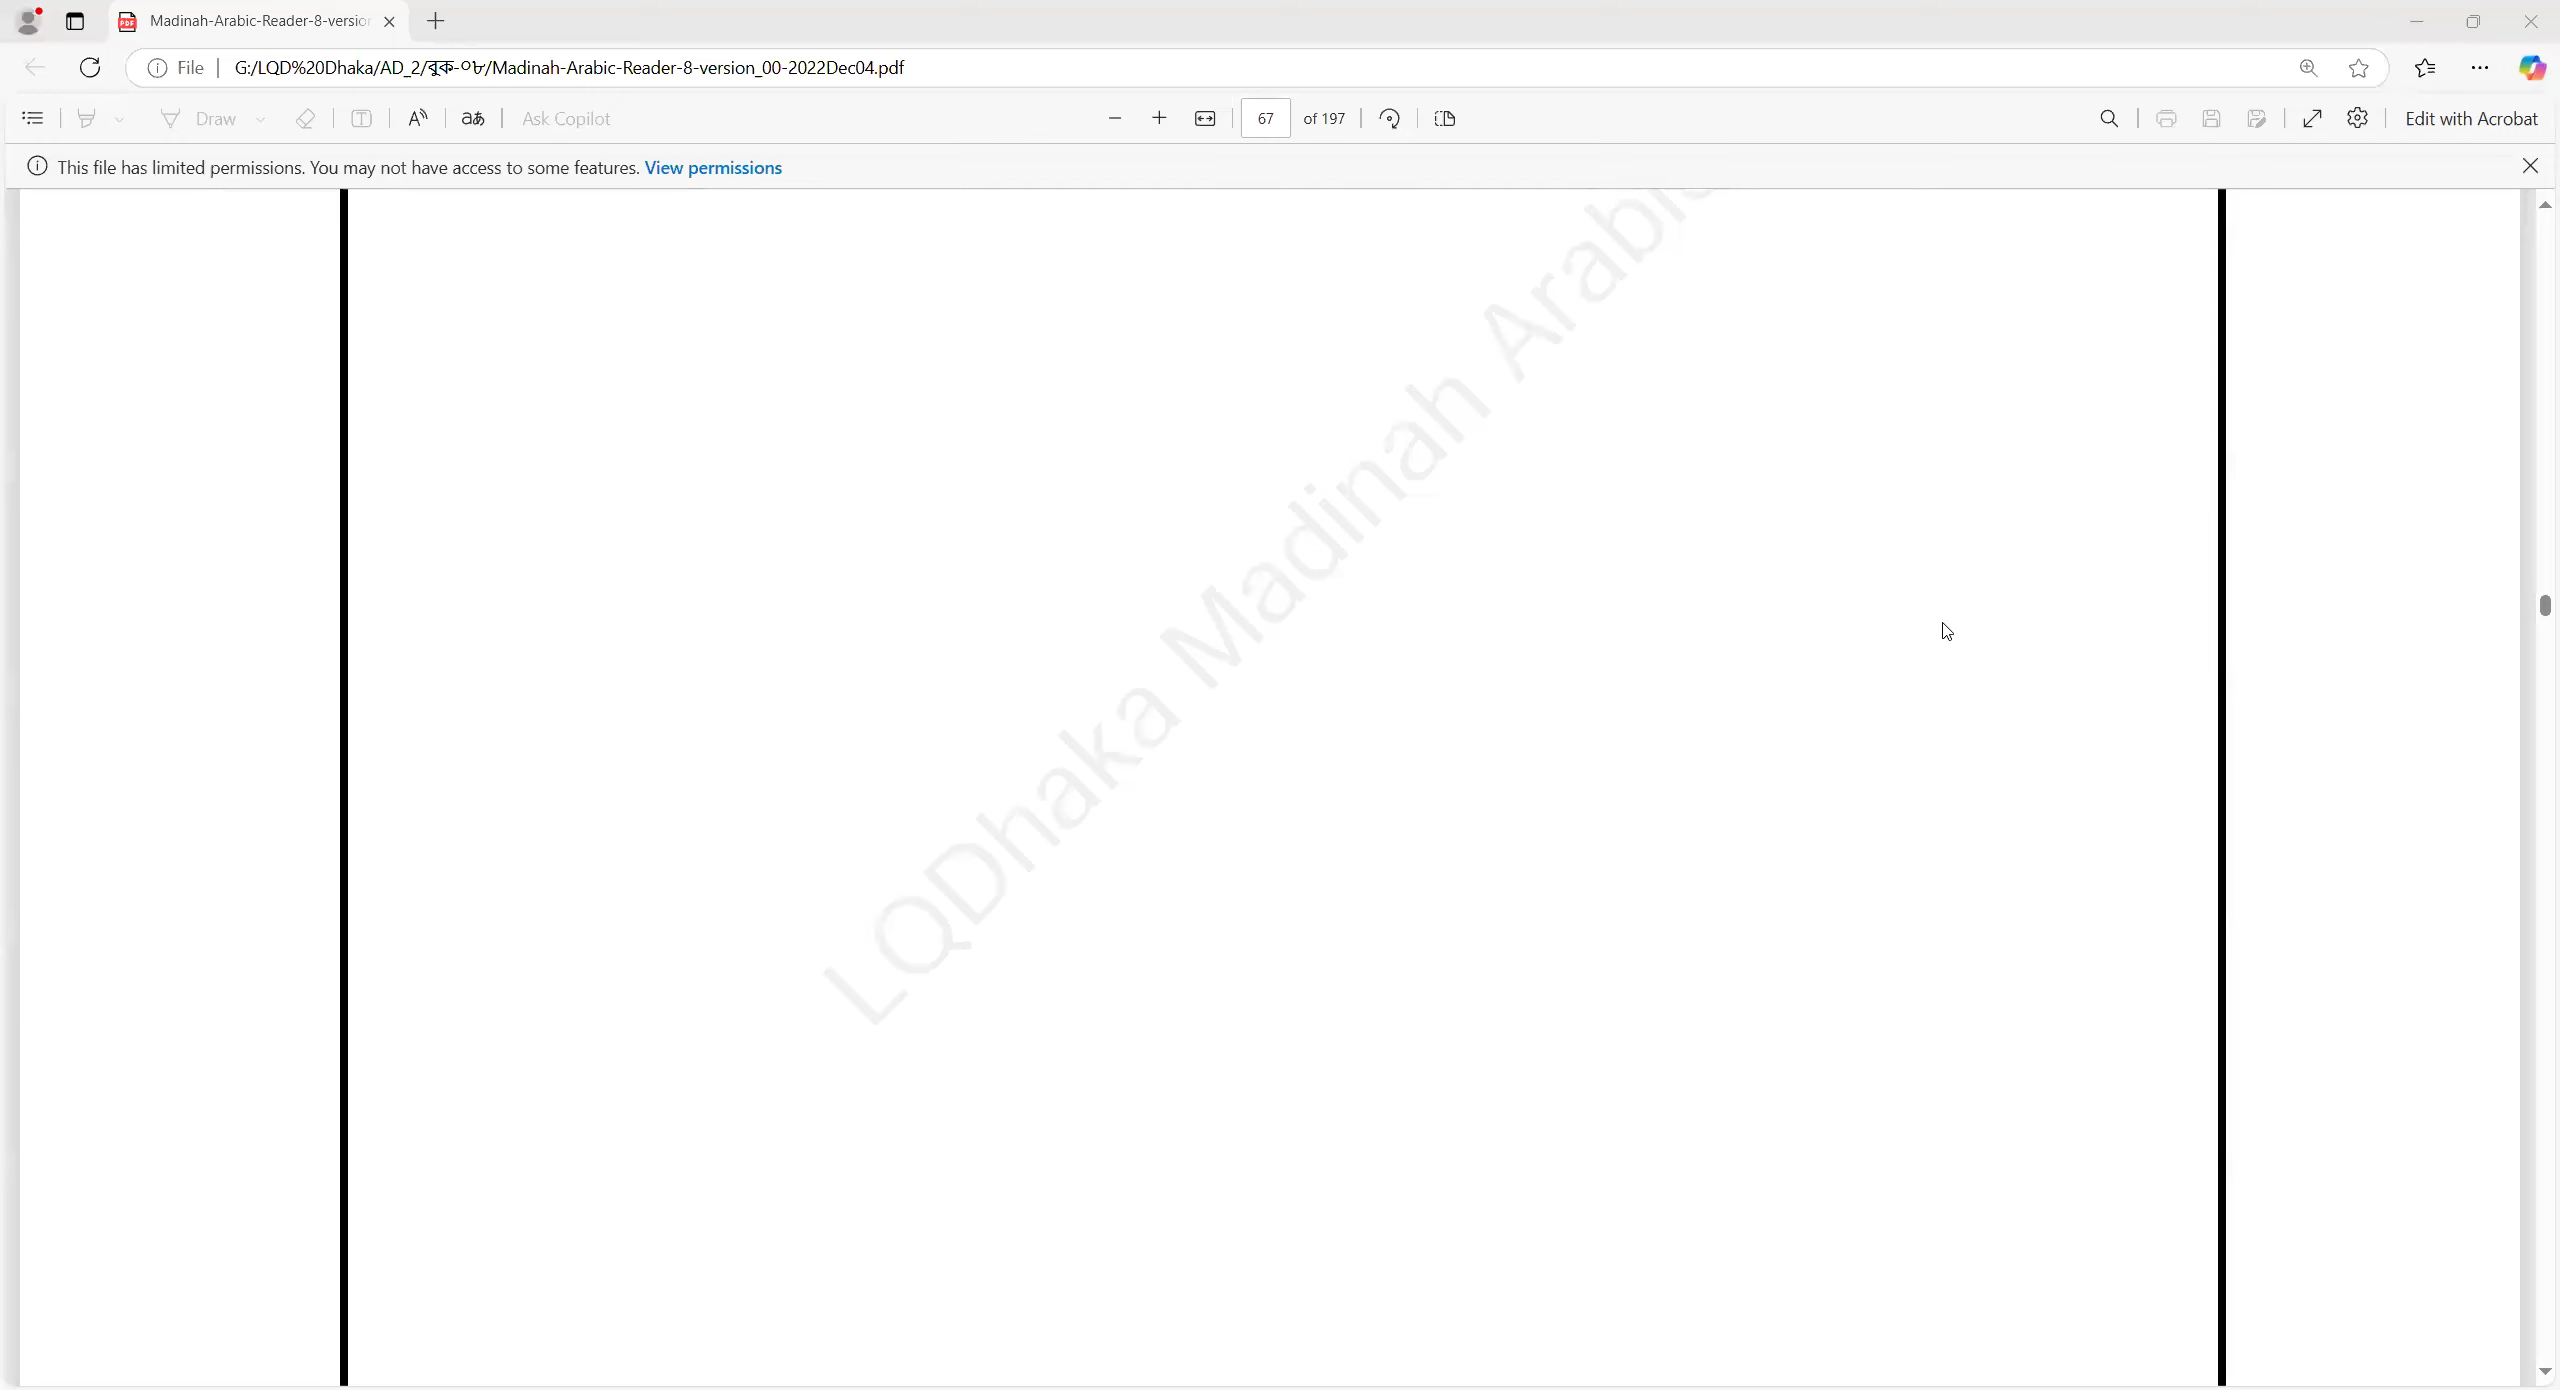 Madinah-Arabic-Reader-8-versio
File
G:/LQD%20Dhaka/AD_2/বুক-০৮/Madinah-Arabic-Reader-8-version_00-2022Dec04.pdf
Draw
Ask Copilot
67 of 197
Edit with Acrobat
This file has limited permissions. You may not have access to some features. View permissions
LQDhaka Madinah Arabic